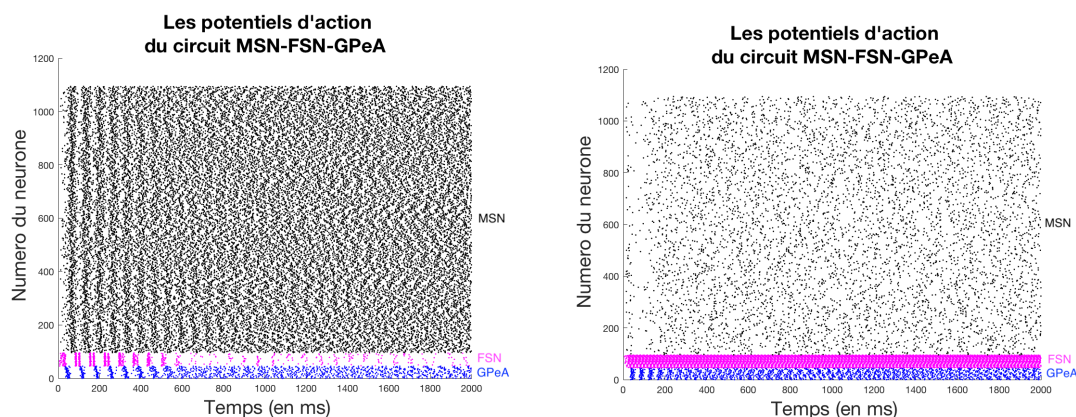 Les potentiels d'action
du circuit MSN-FSN-GPeA
1200
1000
800
600
400
200
0
Numero du neurone
MSN
FSN
GPeA
0 200 400 600 800 1000 1200 1400 1600 1800 2000
Temps (en ms)
Les potentiels d'action
du circuit MSN-FSN-GPeA
1200
1000
800
600
400
200
0
Numero du neurone
MSN
FSN
GPeA
0 200 400 600 800 1000 1200 1400 1600 1800 2000
Temps (en ms)